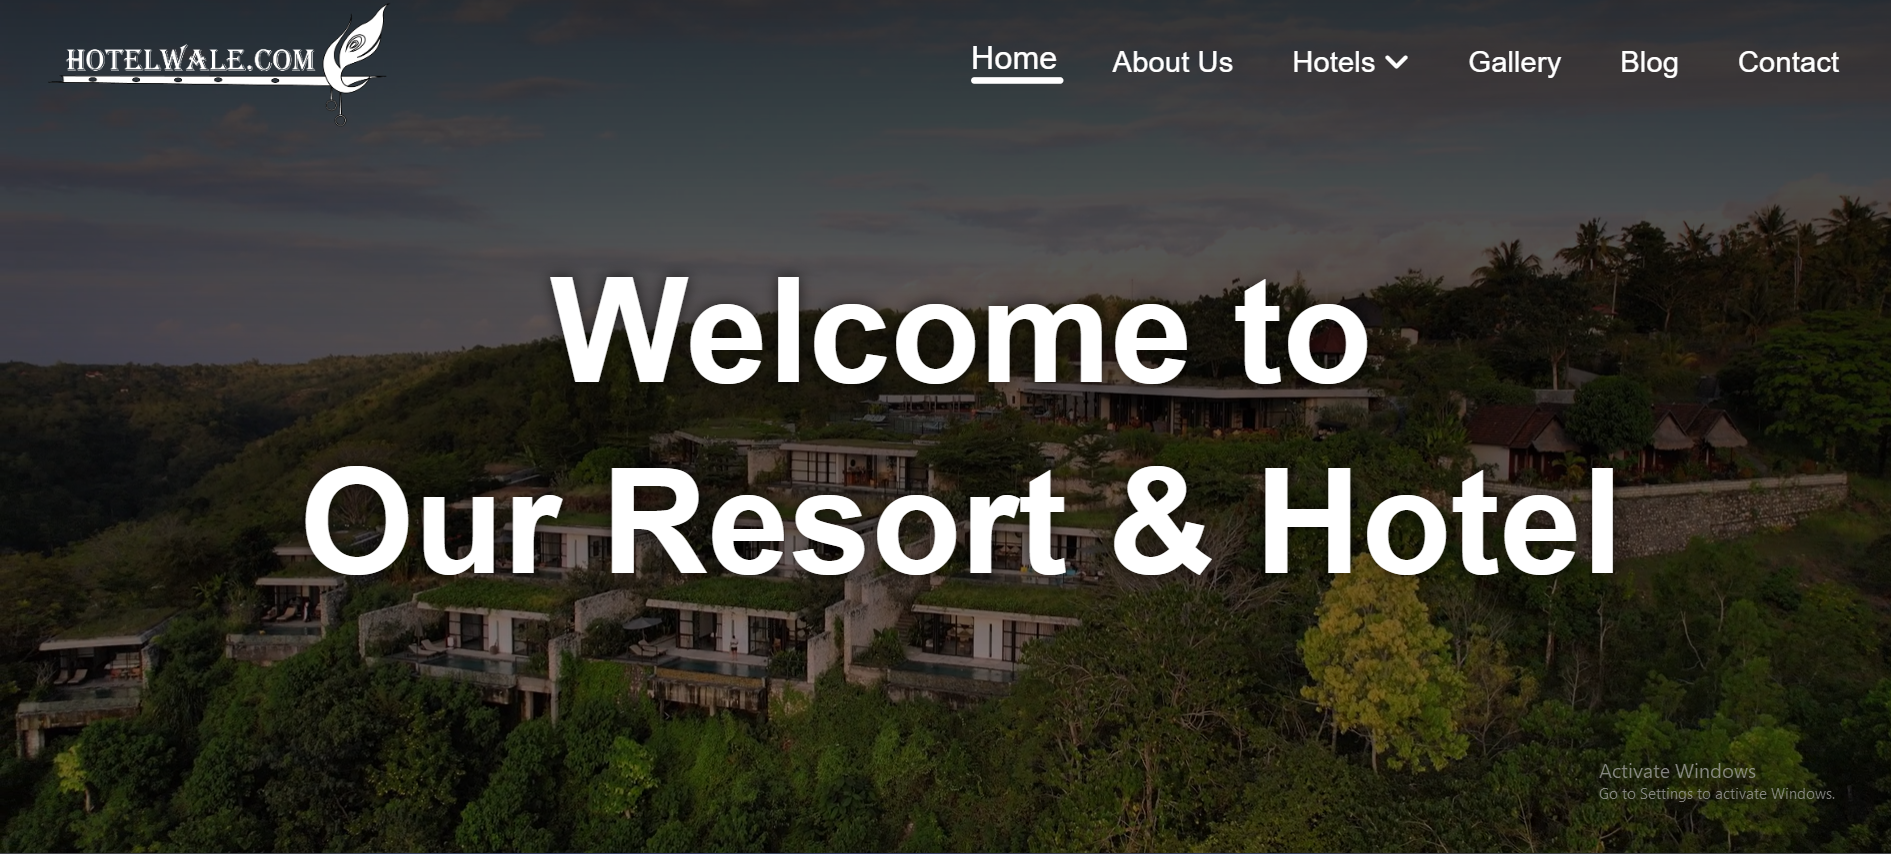 HOTELWALE.COM
Home
About Us
Hotels
Gallery
Blog
Contact
Welcome to
Our Resort & Hotel
Activate Windows
Go to Settings to activate Windows.